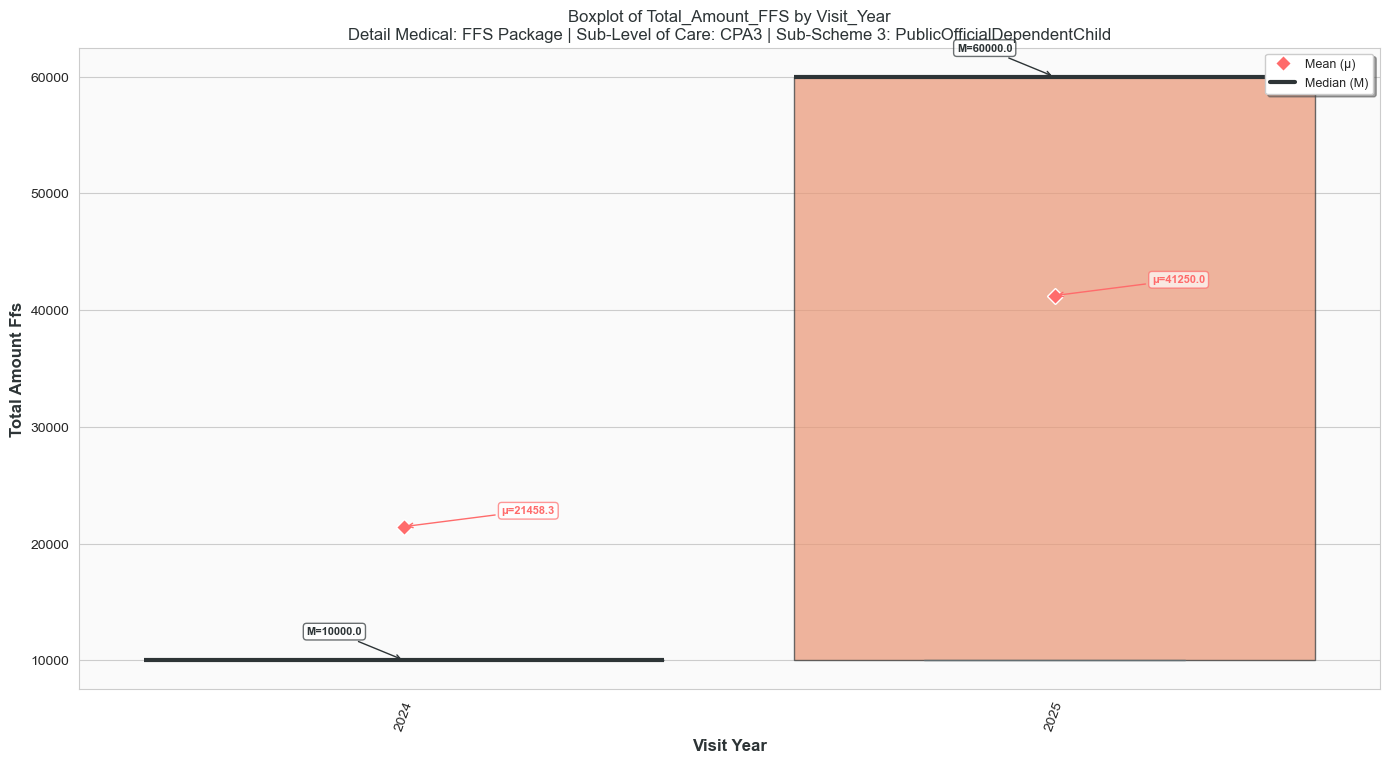 Boxplot of Total_Amount_FFS by Visit_Year
Detail Medical: FFS Package | Sub-Level of Care: CPA3 | Sub-Scheme 3: PublicOfficialDependentChild
M=60000.0
Mean (μ)
Median (M)
60000
50000
40000
30000
20000
10000
Total Amount Ffs
μ=41250.0
μ=21458.3
M=10000.0
2024
2025
Visit Year